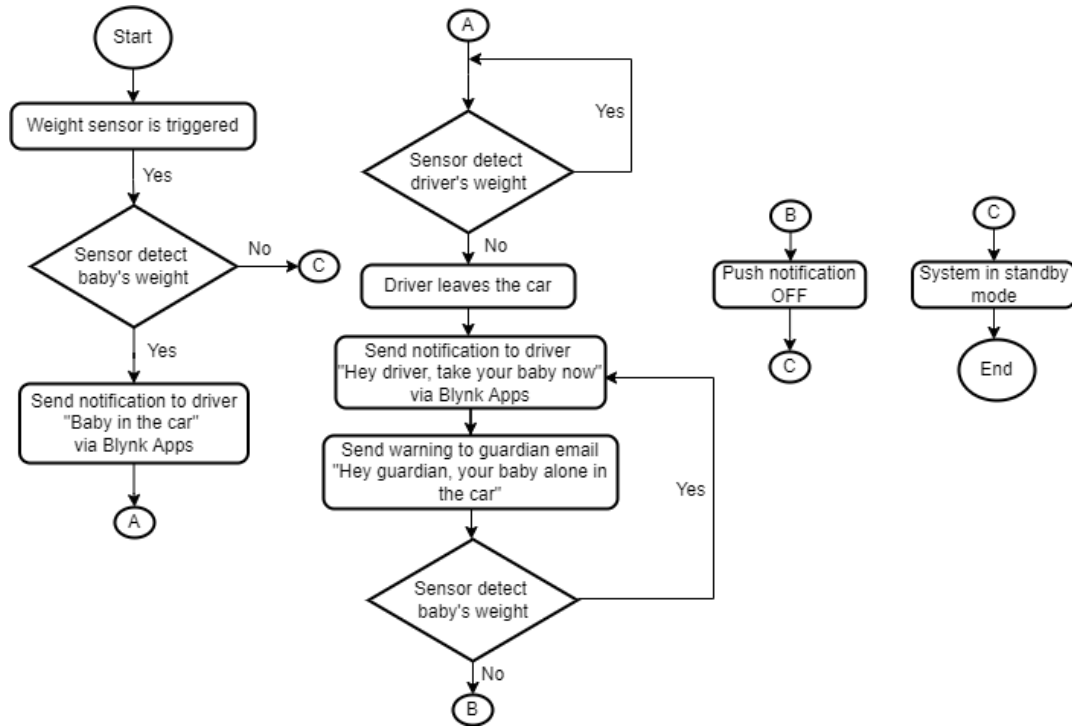 Start
Weight sensor is triggered
Yes
Sensor detect
baby's weight
No
C
Yes
Send notification to driver
"Baby in the car"
via Blynk Apps
A
A
Yes
Sensor detect
driver's weight
No
Driver leaves the car
Send notification to driver
"Hey driver, take your baby now"
via Blynk Apps
Send warning to guardian email
"Hey guardian, your baby alone in
the car"
Yes
Sensor detect
baby's weight
No
B
B
Push notification
OFF
C
C
System in standby
mode
End